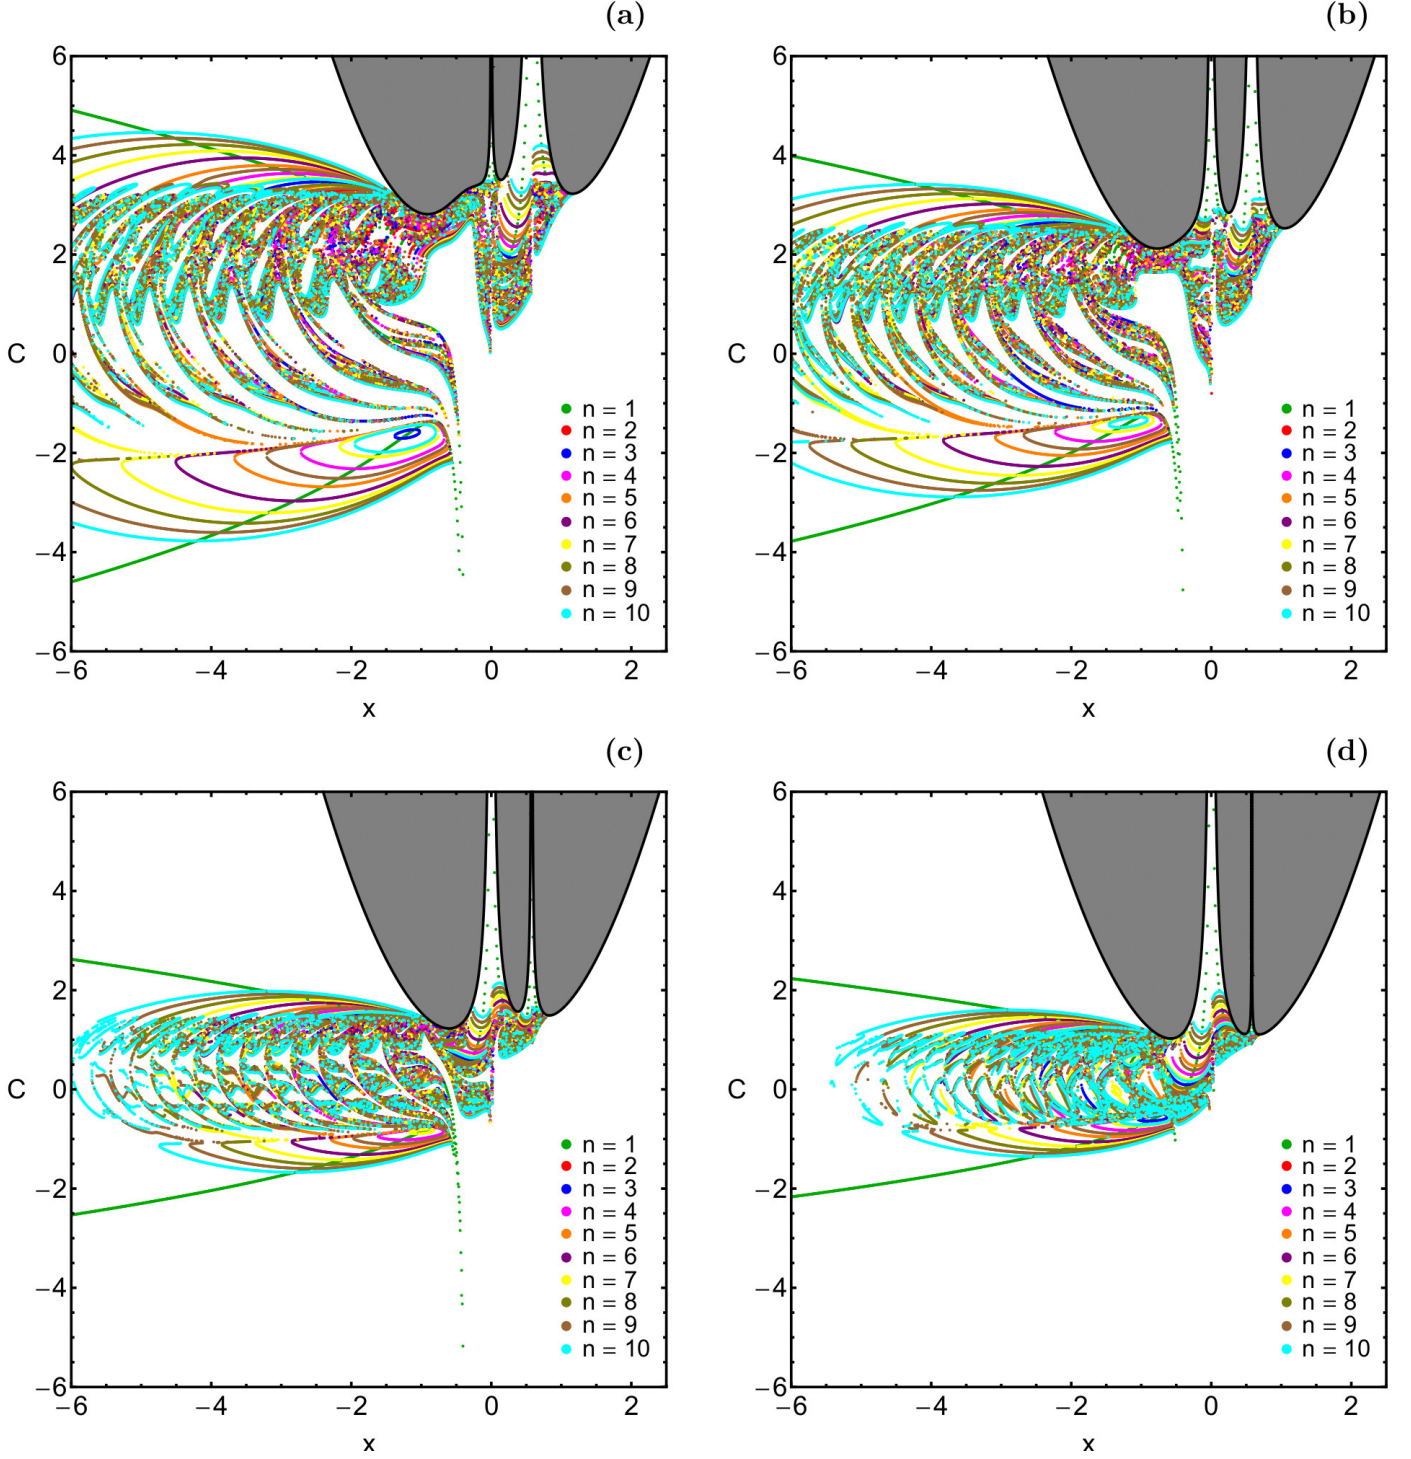 (a)
6
4
2
0
−2
−4
−6
C
−6 −4 −2 0 2
x
n = 1
n = 2
n = 3
n = 4
n = 5
n = 6
n = 7
n = 8
n = 9
n = 10
(b)
6
4
2
0
−2
−4
−6
C
−6 −4 −2 0 2
x
n = 1
n = 2
n = 3
n = 4
n = 5
n = 6
n = 7
n = 8
n = 9
n = 10
(c)
6
4
2
0
−2
−4
−6
C
−6 −4 −2 0 2
x
n = 1
n = 2
n = 3
n = 4
n = 5
n = 6
n = 7
n = 8
n = 9
n = 10
(d)
6
4
2
0
−2
−4
−6
C
−6 −4 −2 0 2
x
n = 1
n = 2
n = 3
n = 4
n = 5
n = 6
n = 7
n = 8
n = 9
n = 10